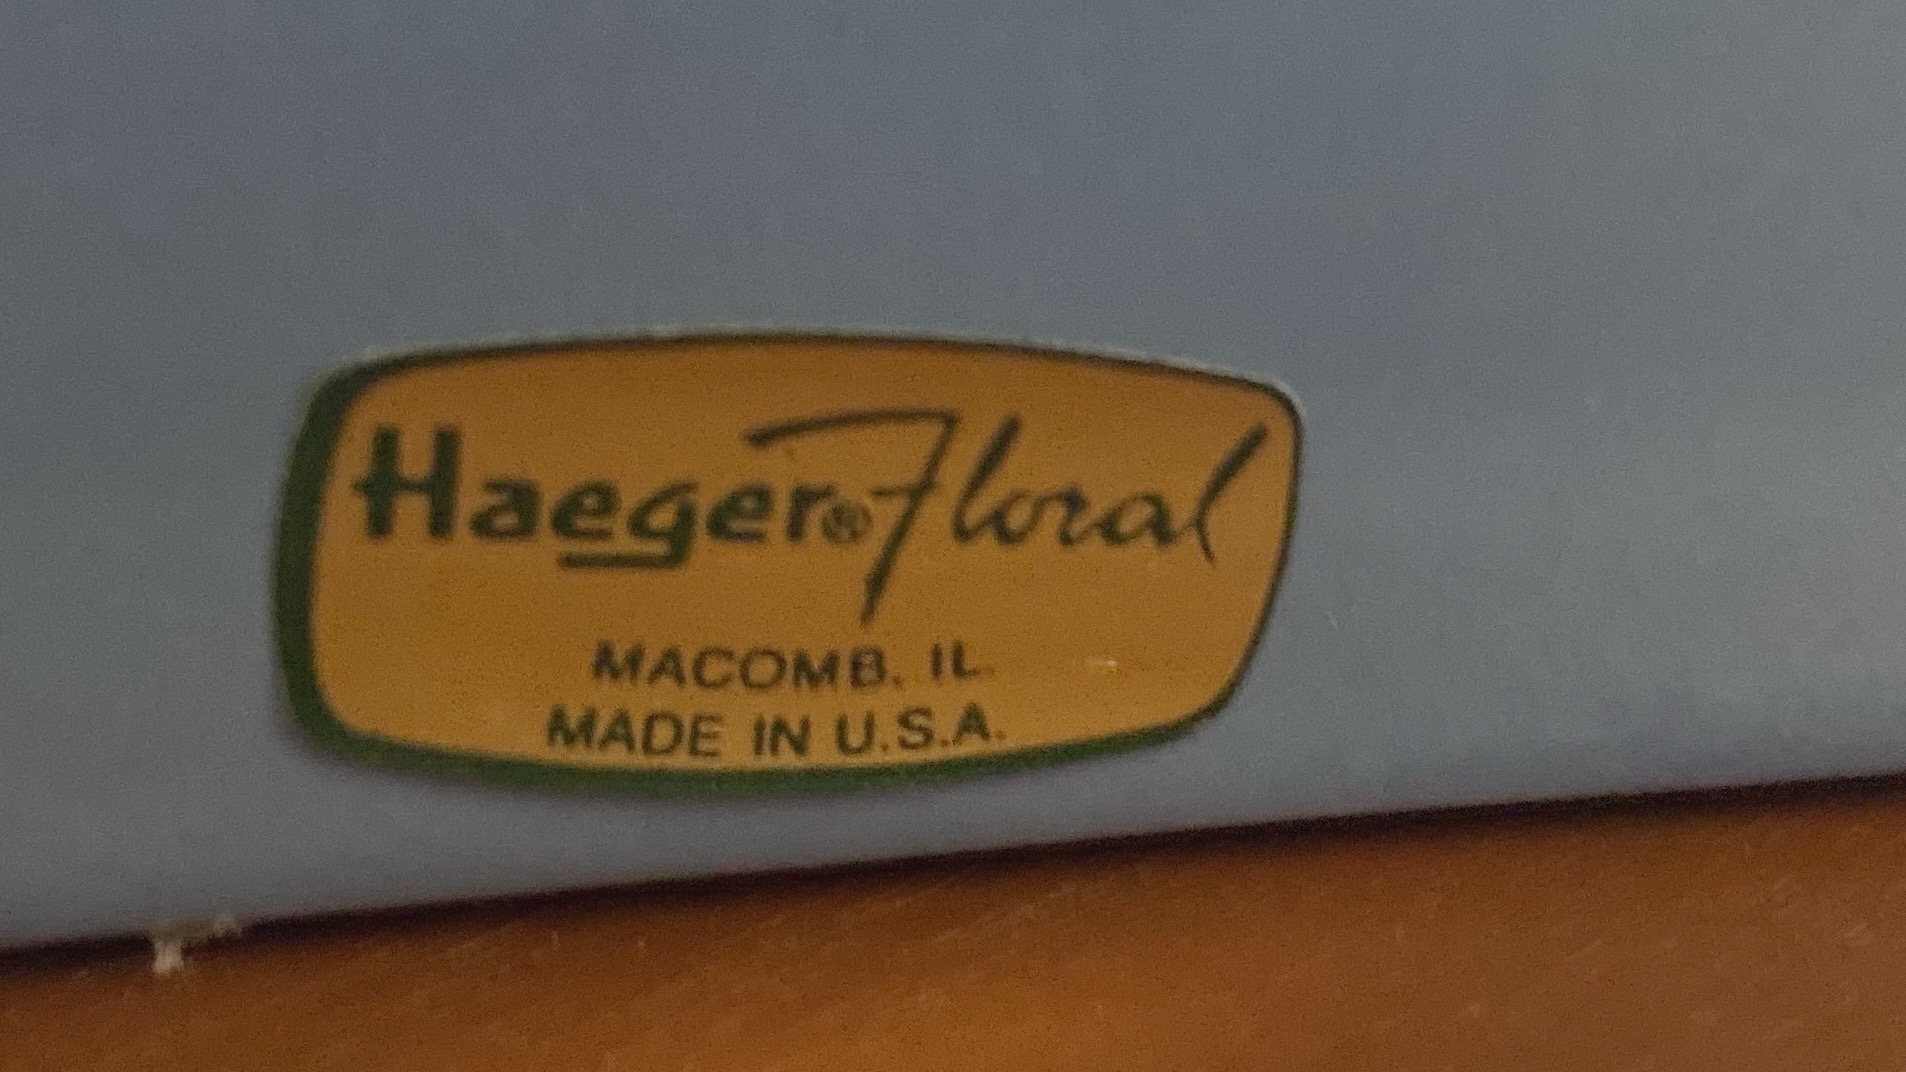 Haeger® Floral
MACOMB, IL
MADE IN U.S.A.